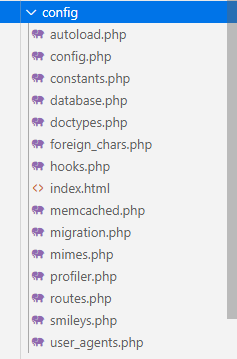 config
autoload.php
config.php
constants.php
database.php
doctypes.php
foreign_chars.php
hooks.php
index.html
memcached.php
migration.php
mimes.php
profiler.php
routes.php
smileys.php
user_agents.php